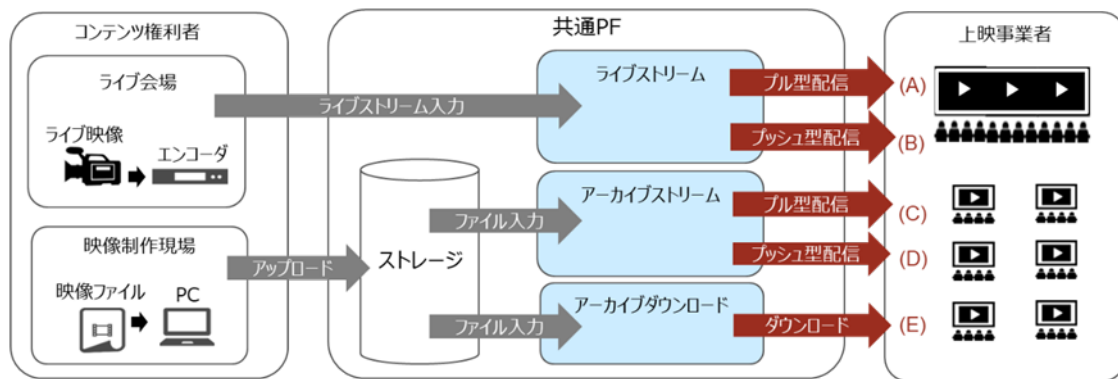 コンテンツ権利者
ライブ会場
ライブ映像
エンコーダ
映像制作現場
映像ファイル
PC
ライブストリーム入力
アップロード
共通PF
ストレージ
ファイル入力
ファイル入力
ライブストリーム
アーカイブストリーム
アーカイブダウンロード
プル型配信
プッシュ型配信
プル型配信
プッシュ型配信
ダウンロード
上映事業者
(A)
(B)
(C)
(D)
(E)